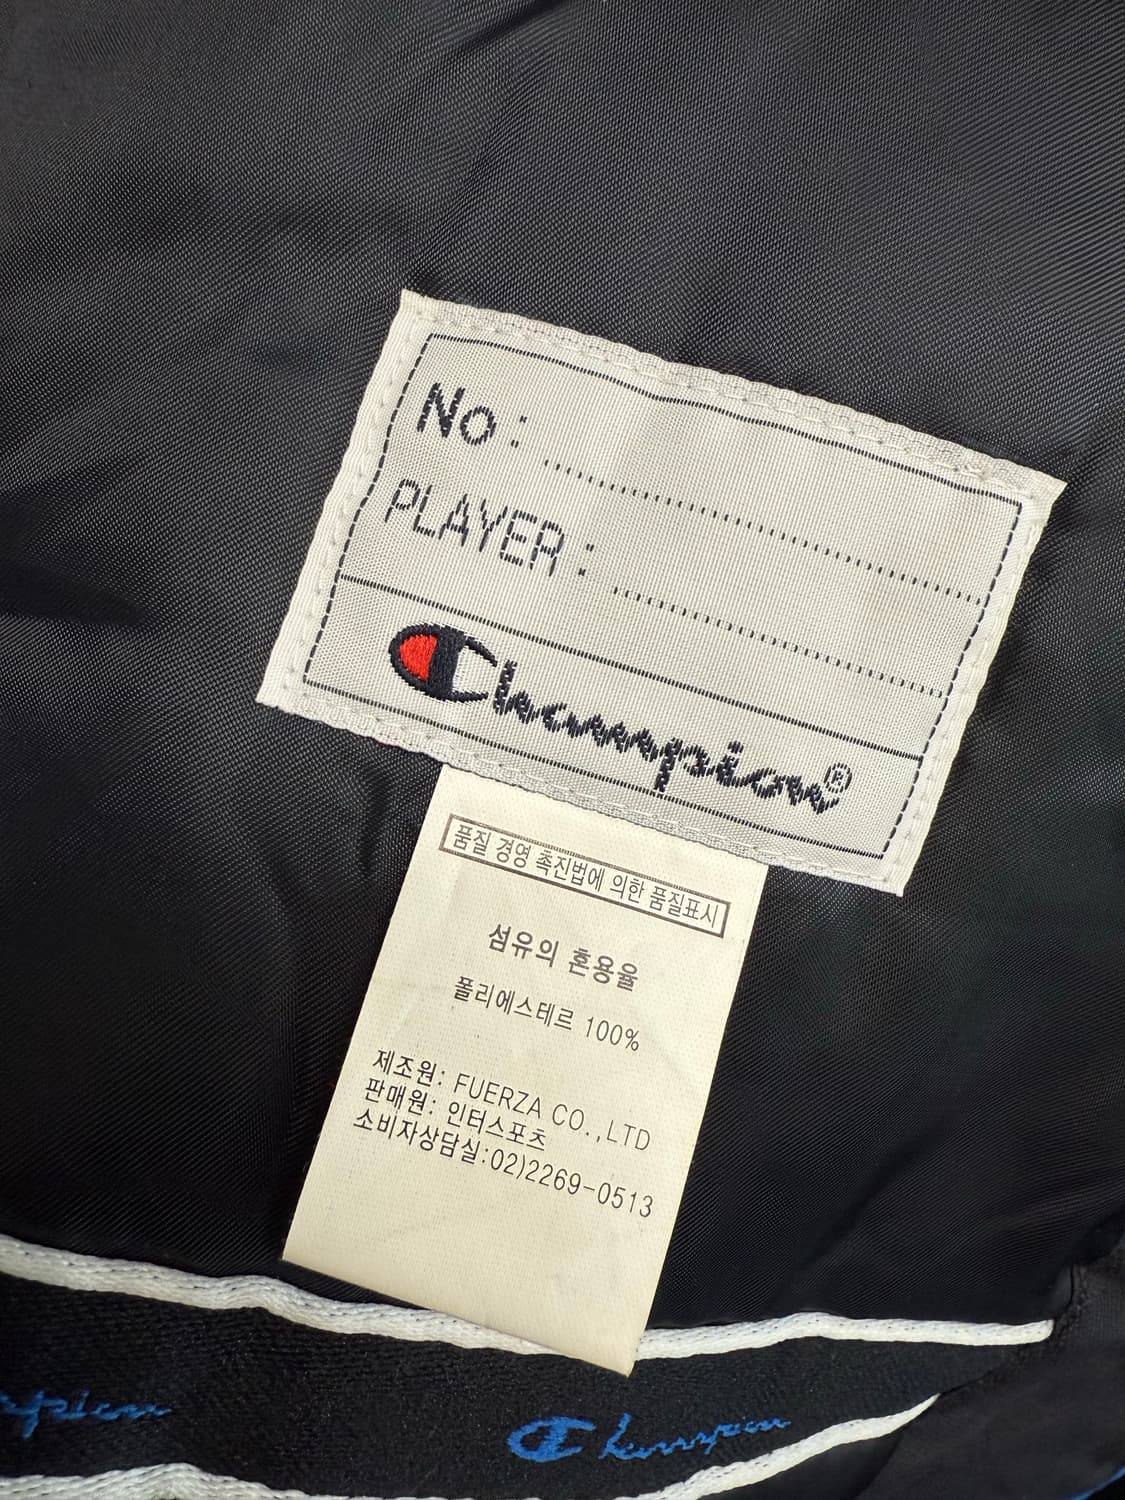 No :
PLAYER :
Champion®
품질 경영 촉진법에 의한 품질표시
섬유의 혼용율
폴리에스테르 100%
제조원: FUERZA CO.,LTD
판매원: 인터스포츠
소비자상담실:02)2269-0513
Champion